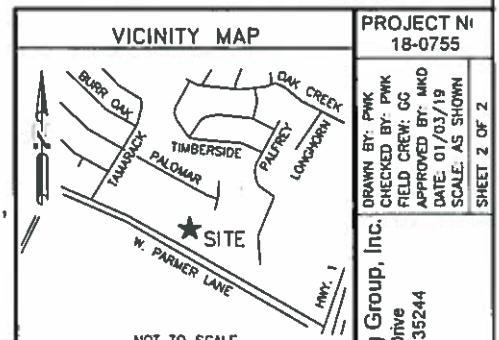 VICINITY MAP
BURR OAK
TAMARACK
PALOMAR
TIMBERSIDE
PALFREY
OAK CREEK
LONGHORN
SITE
W. PARMER LANE
HWY. 1
NOT TO SCALE
PROJECT N
18-0755
DRAWN BY: PWK
CHECKED BY: PWK
FIELD CREW: GG
APPROVED BY: MKD
DATE: 01/03/19
SCALE: AS SHOWN
SHEET 2 OF 2
Group, Inc.
Drive
35244